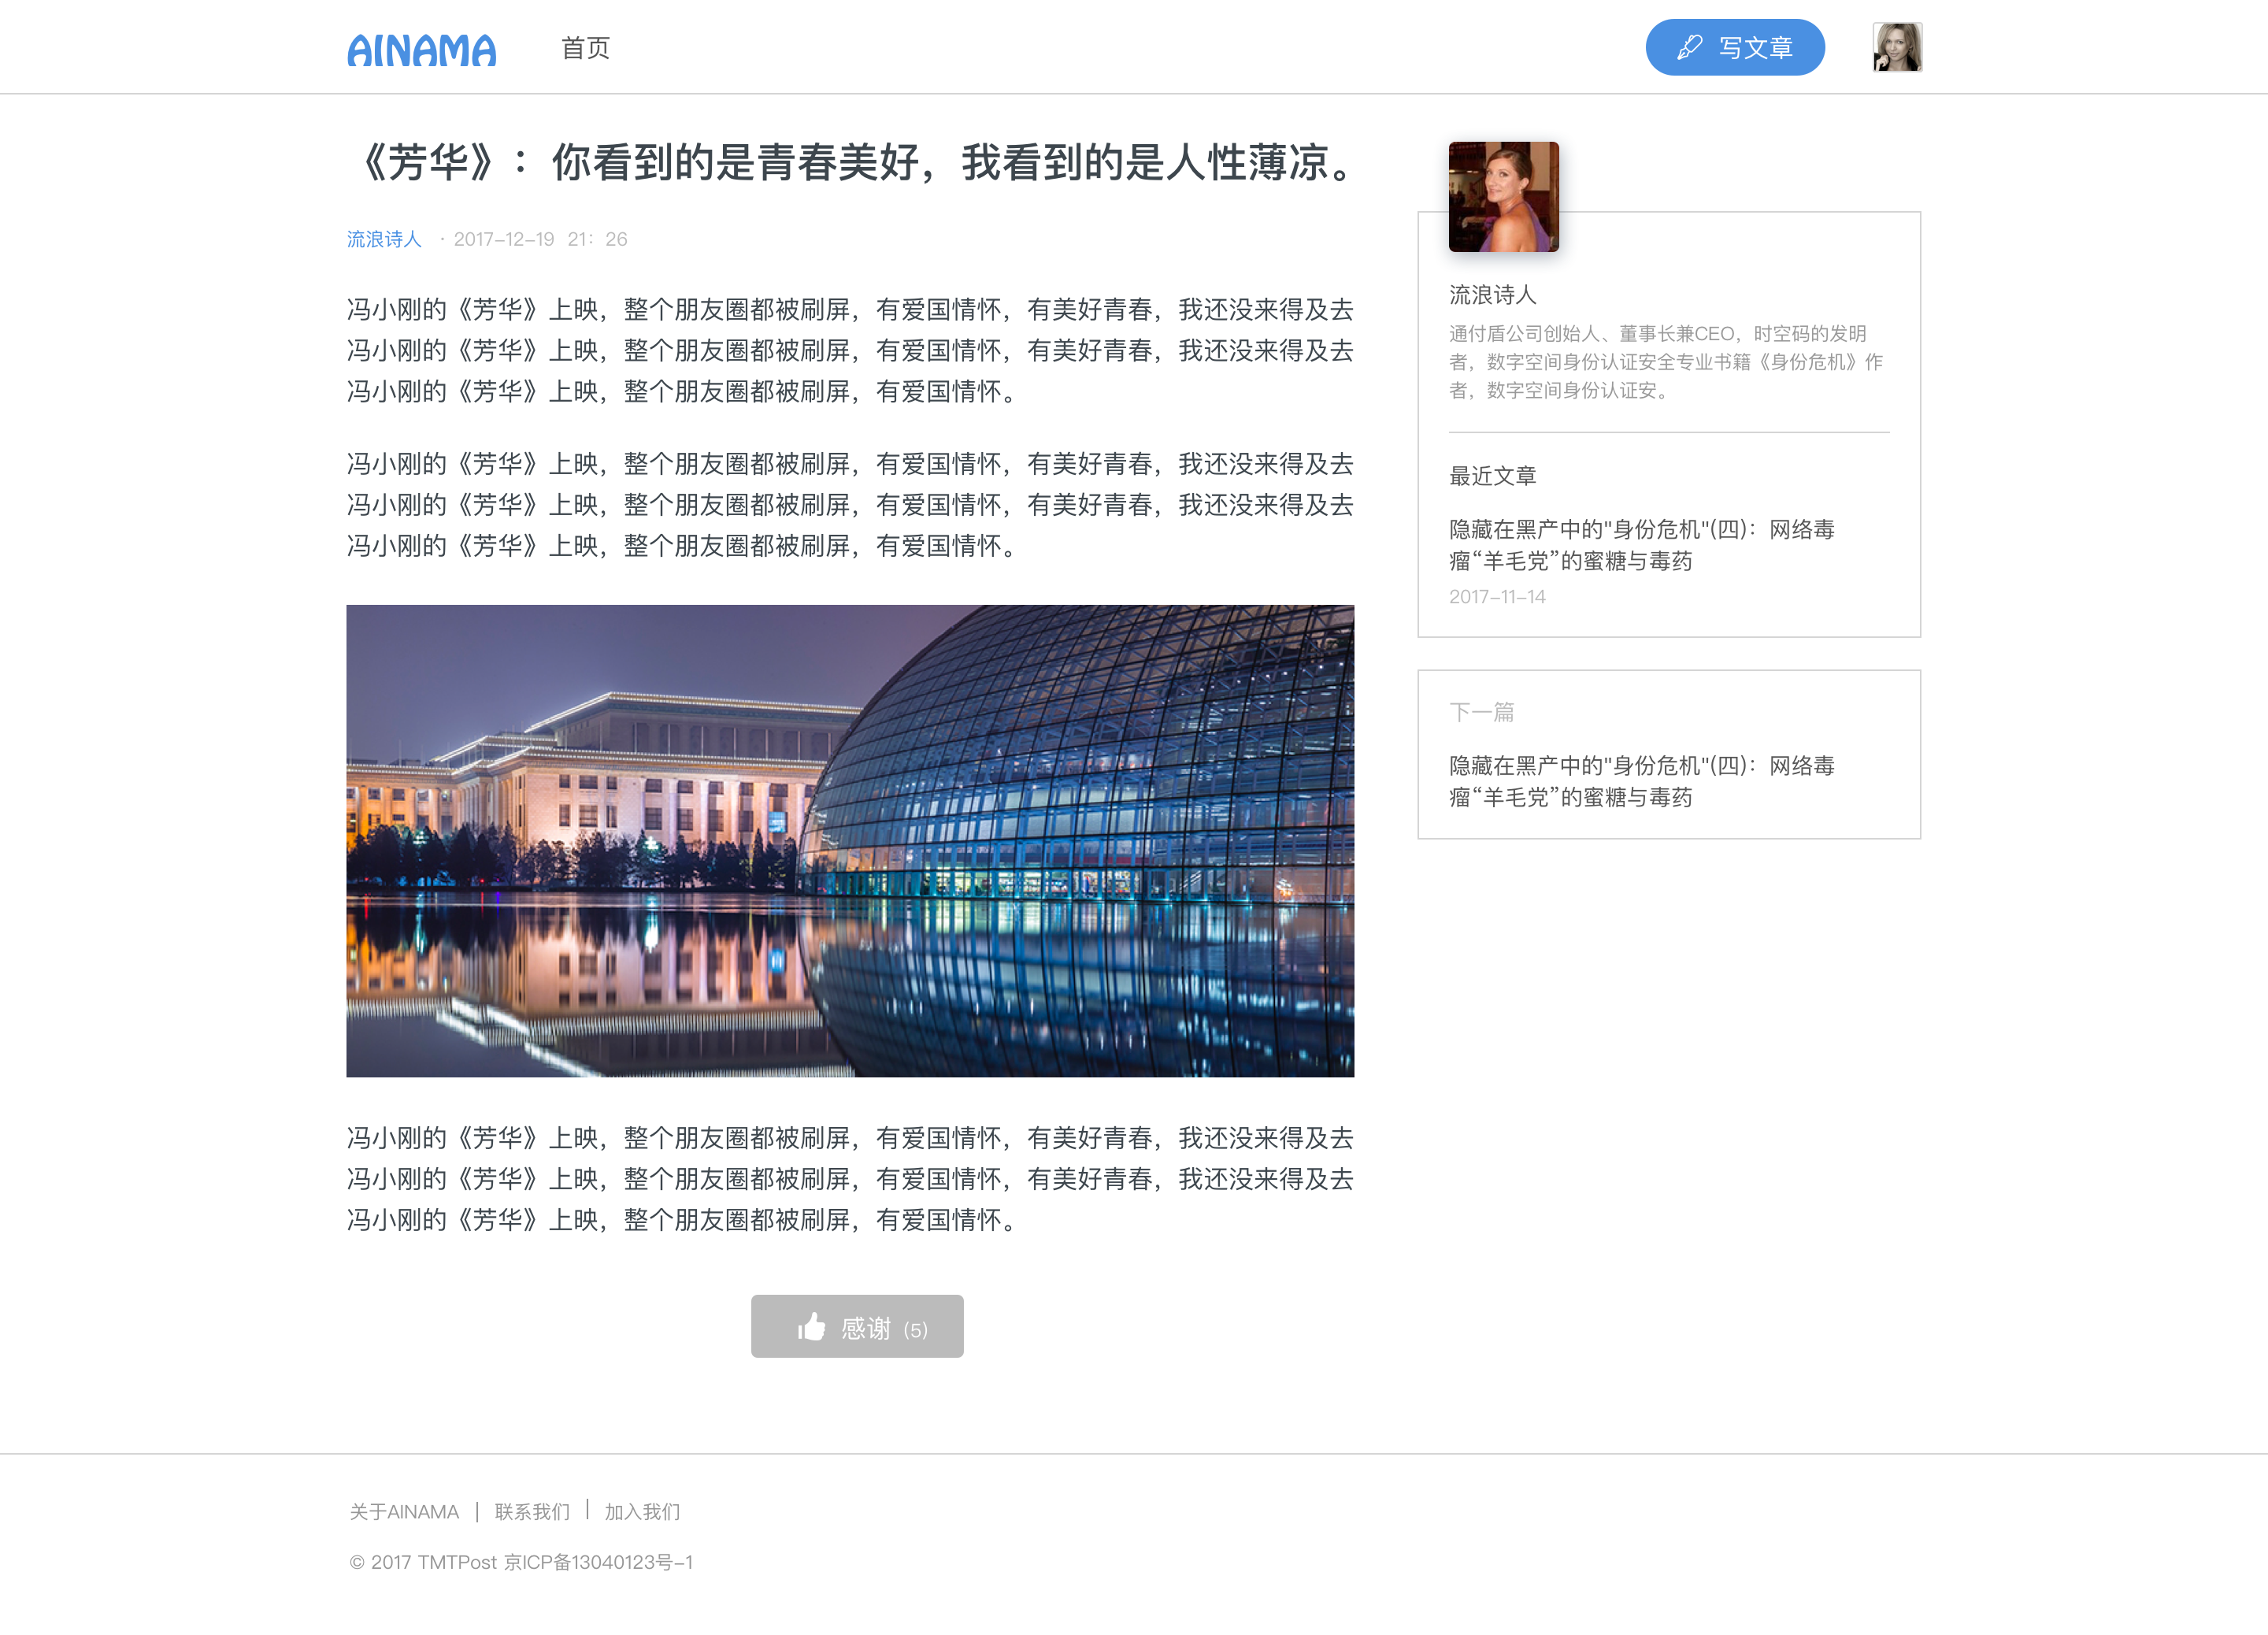 AINAMA
首页
写文章
《芳华》：你看到的是青春美好，我看到的是人性薄凉。
流浪诗人 · 2017-12-19 21：26
冯小刚的《芳华》上映，整个朋友圈都被刷屏，有爱国情怀，有美好青春，我还没来得及去
冯小刚的《芳华》上映，整个朋友圈都被刷屏，有爱国情怀，有美好青春，我还没来得及去
冯小刚的《芳华》上映，整个朋友圈都被刷屏，有爱国情怀。
冯小刚的《芳华》上映，整个朋友圈都被刷屏，有爱国情怀，有美好青春，我还没来得及去
冯小刚的《芳华》上映，整个朋友圈都被刷屏，有爱国情怀，有美好青春，我还没来得及去
冯小刚的《芳华》上映，整个朋友圈都被刷屏，有爱国情怀。
冯小刚的《芳华》上映，整个朋友圈都被刷屏，有爱国情怀，有美好青春，我还没来得及去
冯小刚的《芳华》上映，整个朋友圈都被刷屏，有爱国情怀，有美好青春，我还没来得及去
冯小刚的《芳华》上映，整个朋友圈都被刷屏，有爱国情怀。
感谢（5）
流浪诗人
通付盾公司创始人、董事长兼CEO，时空码的发明
者，数字空间身份认证安全专业书籍《身份危机》作
者，数字空间身份认证安。
最近文章
隐藏在黑产中的"身份危机"(四)：网络毒
瘤“羊毛党”的蜜糖与毒药
2017-11-14
下一篇
隐藏在黑产中的"身份危机"(四)：网络毒
瘤“羊毛党”的蜜糖与毒药
关于AINAMA | 联系我们 | 加入我们
© 2017 TMTPost 京ICP备13040123号-1